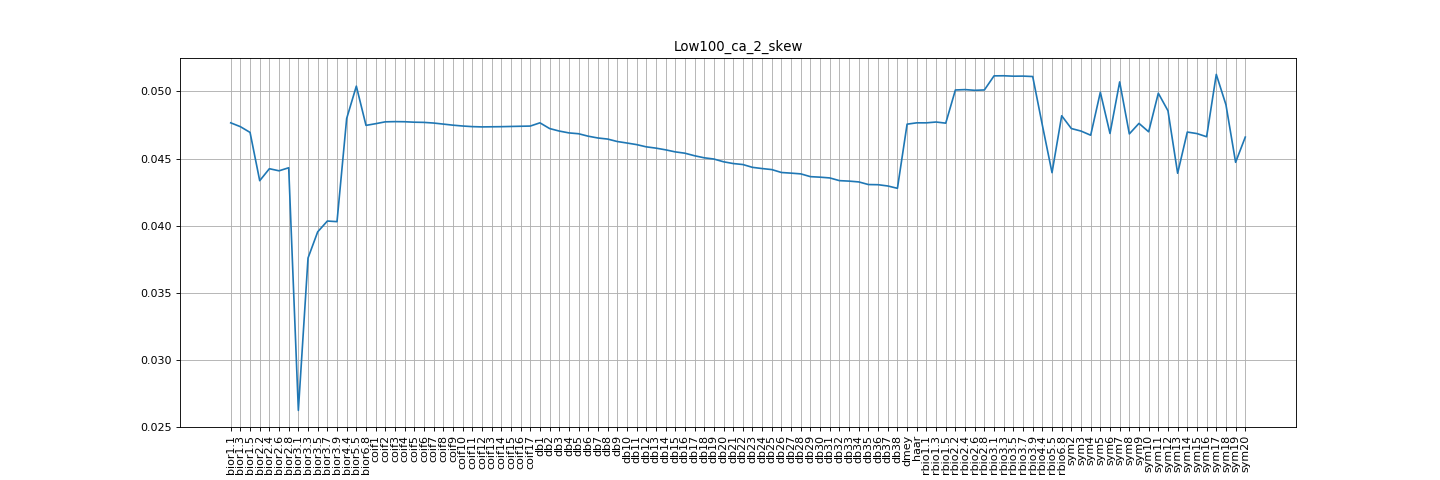 Low100_ca_2_skew
0.050
0.045
0.040
0.035
0.030
0.025
bior1.1
bior1.3
bior1.5
bior2.2
bior2.4
bior2.6
bior2.8
bior3.1
bior3.3
bior3.5
bior3.7
bior3.9
bior4.4
bior5.5
bior6.8
coif1
coif2
coif3
coif4
coif5
coif6
coif7
coif8
coif9
coif10
coif11
coif12
coif13
coif14
coif15
coif16
coif17
db1
db2
db3
db4
db5
db6
db7
db8
db9
db10
db11
db12
db13
db14
db15
db16
db17
db18
db19
db20
db21
db22
db23
db24
db25
db26
db27
db28
db29
db30
db31
db32
db33
db34
db35
db36
db37
db38
dmey
haar
rbio1.1
rbio1.3
rbio1.5
rbio2.2
rbio2.4
rbio2.6
rbio2.8
rbio3.1
rbio3.3
rbio3.5
rbio3.7
rbio3.9
rbio4.4
rbio5.5
rbio6.8
sym2
sym3
sym4
sym5
sym6
sym7
sym8
sym9
sym10
sym11
sym12
sym13
sym14
sym15
sym16
sym17
sym18
sym19
sym20